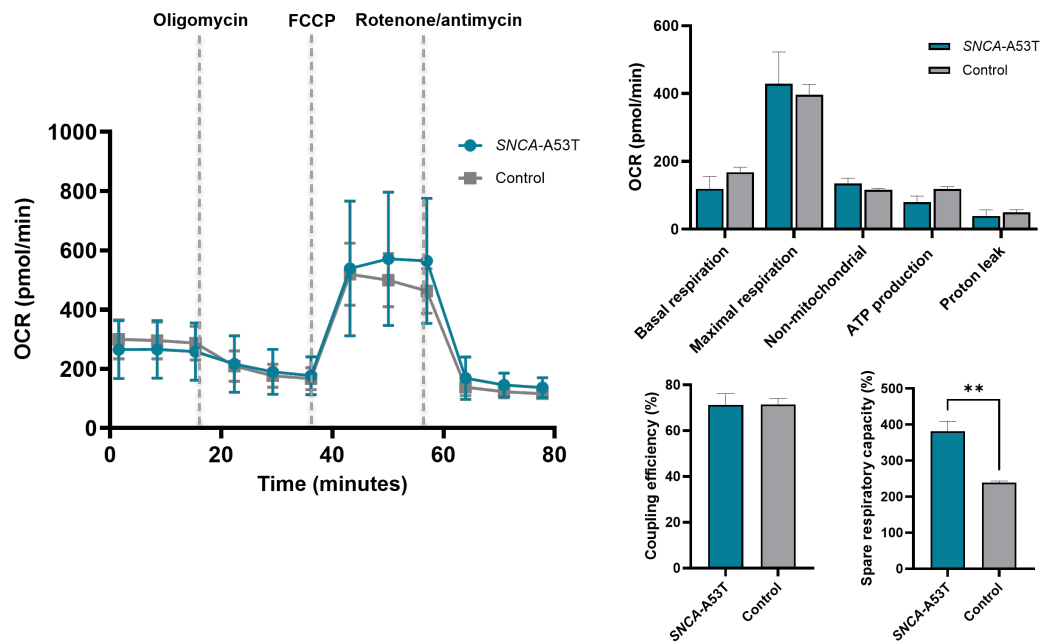 Oligomycin FCCP Rotenone/antimycin
OCR (pmol/min)
1000
800
600
400
200
0
0 20 40 60 80
Time (minutes)
SNCA-A53T
Control
OCR (pmol/min)
600
400
200
0
SNCA-A53T
Control
Basal respiration
Maximal respiration
Non-mitochondrial
ATP production
Proton leak
Coupling efficiency (%)
80
60
40
20
0
SNCA-A53T
Control
Spare respiratory capacity (%)
500
400
300
200
100
0
**
SNCA-A53T
Control